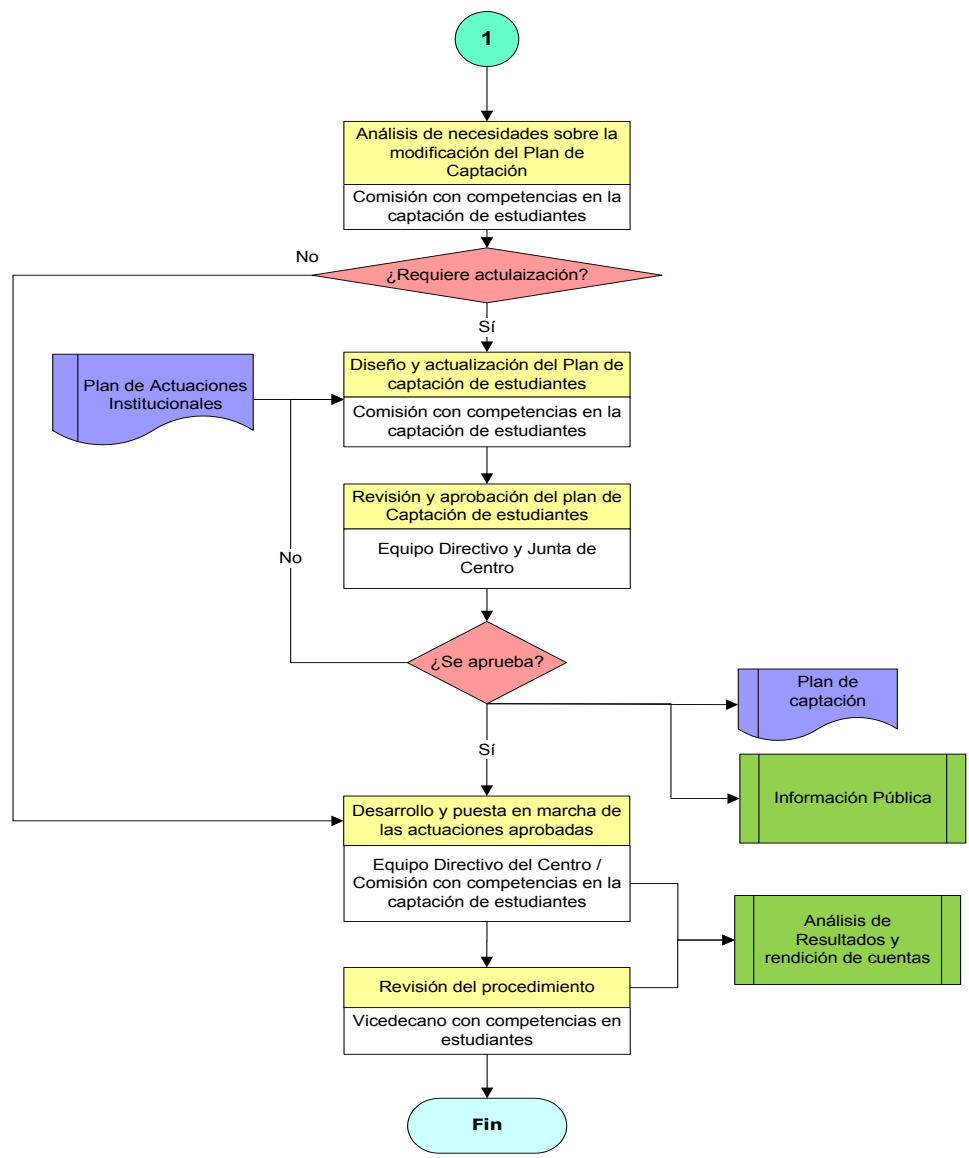 1
Análisis de necesidades sobre la
modificación del Plan de
Captación
Comisión con competencias en la
captación de estudiantes
No
¿Requiere actulaización?
Sí
Plan de Actuaciones
Institucionales
Diseño y actualización del Plan de
captación de estudiantes
Comisión con competencias en la
captación de estudiantes
Revisión y aprobación del plan de
Captación de estudiantes
Equipo Directivo y Junta de
Centro
No
¿Se aprueba?
Plan de
captación
Sí
Información Pública
Desarrollo y puesta en marcha de
las actuaciones aprobadas
Equipo Directivo del Centro /
Comisión con competencias en la
captación de estudiantes
Análisis de
Resultados y
rendición de cuentas
Revisión del procedimiento
Vicedecano con competencias en
estudiantes
Fin